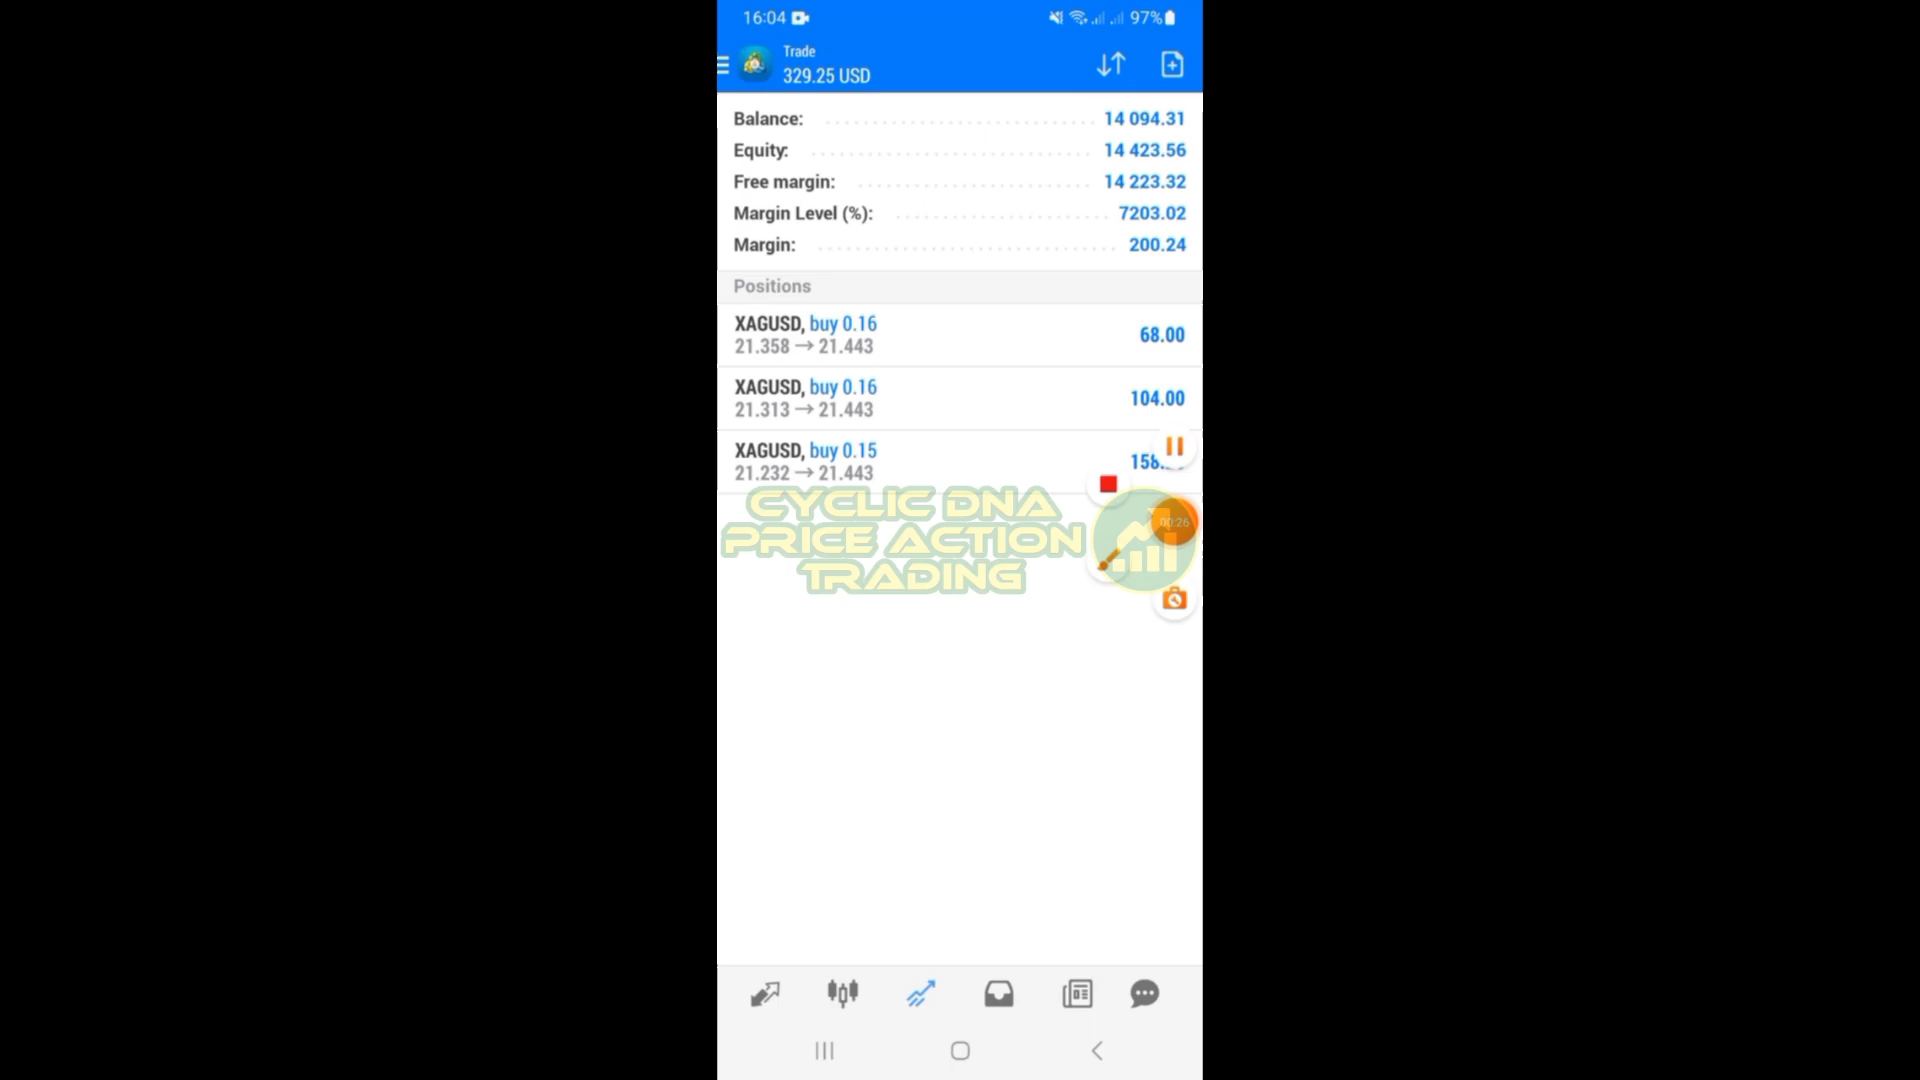 16:04 97%
Trade
329.25 USD
Balance: 14 094.31
Equity: 14 423.56
Free margin: 14 223.32
Margin Level (%): 7203.02
Margin: 200.24
Positions
XAGUSD, buy 0.16 68.00
21.358 → 21.443
XAGUSD, buy 0.16 104.00
21.313 → 21.443
XAGUSD, buy 0.15
21.232 → 21.443
CYCLIC DNA
PRICE ACTION
TRADING
00:26